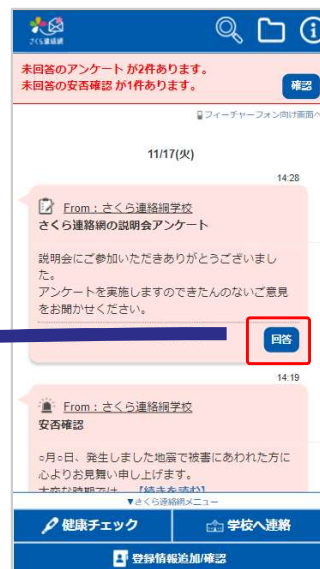 さくら連絡網
未回答のアンケート が2件あります。
未回答の安否確認 が1件あります。
確認
フィーチャーフォン向け画面へ
11/17(火)
14:28
From：さくら連絡網学校
さくら連絡網の説明会アンケート
説明会にご参加いただきありがとうございまし
た。
アンケートを実施しますのできたんのないご意見
をお聞かせください。
回答
14:19
From：さくら連絡網学校
安否確認
○月○日、発生しました地震で被害にあわれた方に
心よりお見舞い申し上げます。
【続きを読む】
▼さくら連絡網メニュー
健康チェック
学校へ連絡
登録情報追加/確認